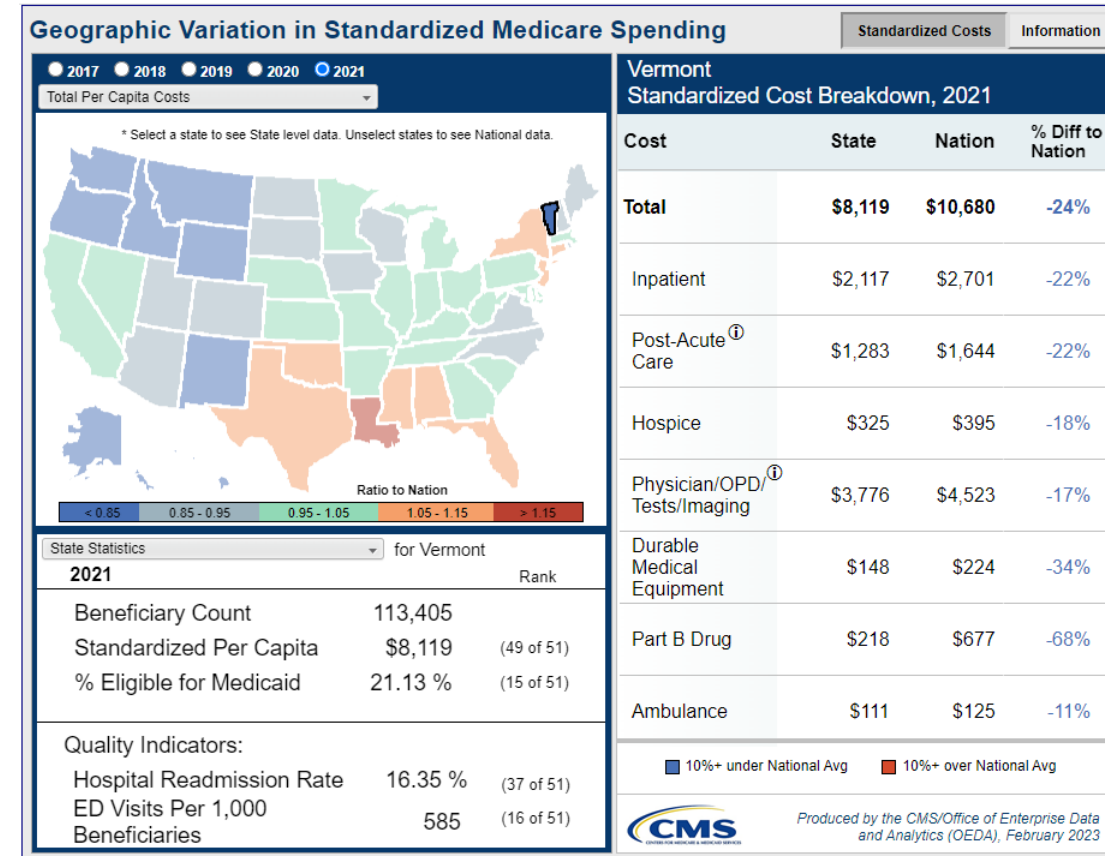 Geographic Variation in Standardized Medicare Spending
Standardized Costs
Information
2017 2018 2019 2020 2021
Total Per Capita Costs
* Select a state to see State level data. Unselect states to see National data.
Ratio to Nation
< 0.85 0.85 - 0.95 0.95 - 1.05 1.05 - 1.15 > 1.15
State Statistics for Vermont
2021 Rank
Beneficiary Count 113,405
Standardized Per Capita $8,119 (49 of 51)
% Eligible for Medicaid 21.13 % (15 of 51)
Quality Indicators:
Hospital Readmission Rate 16.35 % (37 of 51)
ED Visits Per 1,000
Beneficiaries 585 (16 of 51)
Vermont
Standardized Cost Breakdown, 2021
Cost State Nation % Diff to
Nation
Total $8,119 $10,680 -24%
Inpatient $2,117 $2,701 -22%
Post-Acute
Care $1,283 $1,644 -22%
Hospice $325 $395 -18%
Physician/OPD/
Tests/Imaging $3,776 $4,523 -17%
Durable
Medical
Equipment $148 $224 -34%
Part B Drug $218 $677 -68%
Ambulance $111 $125 -11%
10%+ under National Avg 10%+ over National Avg
CMS
CENTERS FOR MEDICARE & MEDICAID SERVICES
Produced by the CMS/Office of Enterprise Data
and Analytics (OEDA), February 2023